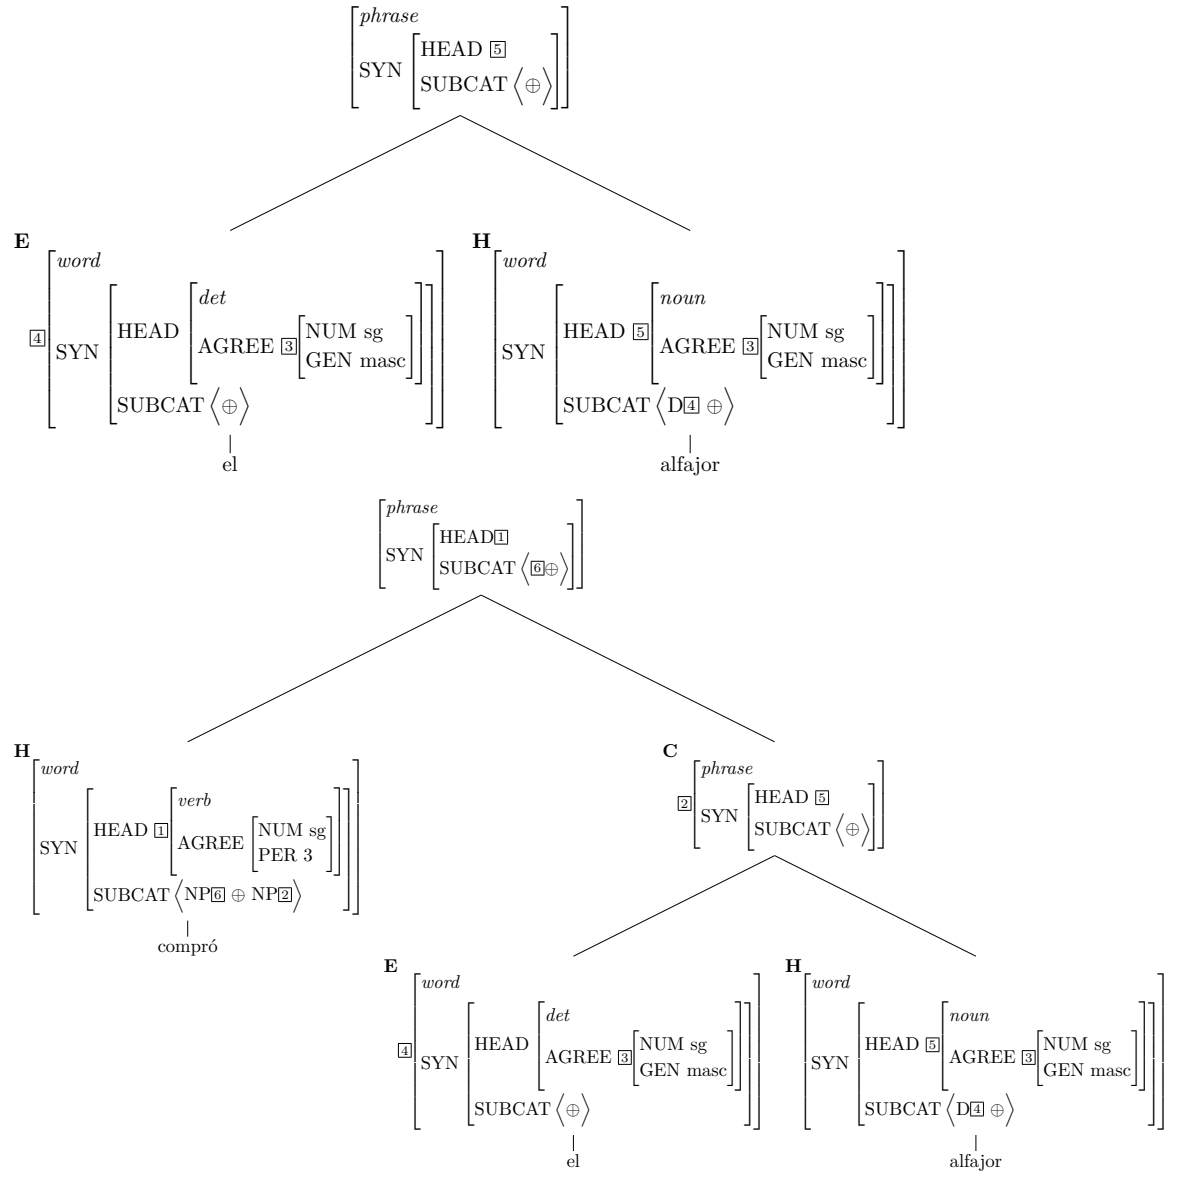 phrase
HEAD 5
SYN
SUBCAT ⟨⊕⟩
E
H
word
word
det
noun
HEAD
NUM sg
HEAD 5
NUM sg
4
AGREE 3
AGREE 3
SYN
GEN masc
SYN
GEN masc
SUBCAT ⟨⊕⟩
SUBCAT ⟨D4 ⊕⟩
el
alfajor
phrase
HEAD1
SYN
SUBCAT ⟨6⊕⟩
H
C
word
phrase
verb
HEAD 5
2
SYN
HEAD 1
NUM sg
SUBCAT ⟨⊕⟩
AGREE
SYN
PER 3
SUBCAT ⟨NP6 ⊕ NP2⟩
compró
E
H
word
word
det
noun
HEAD
NUM sg
HEAD 5
NUM sg
4
AGREE 3
AGREE 3
SYN
GEN masc
SYN
GEN masc
SUBCAT ⟨⊕⟩
SUBCAT ⟨D4 ⊕⟩
el
alfajor